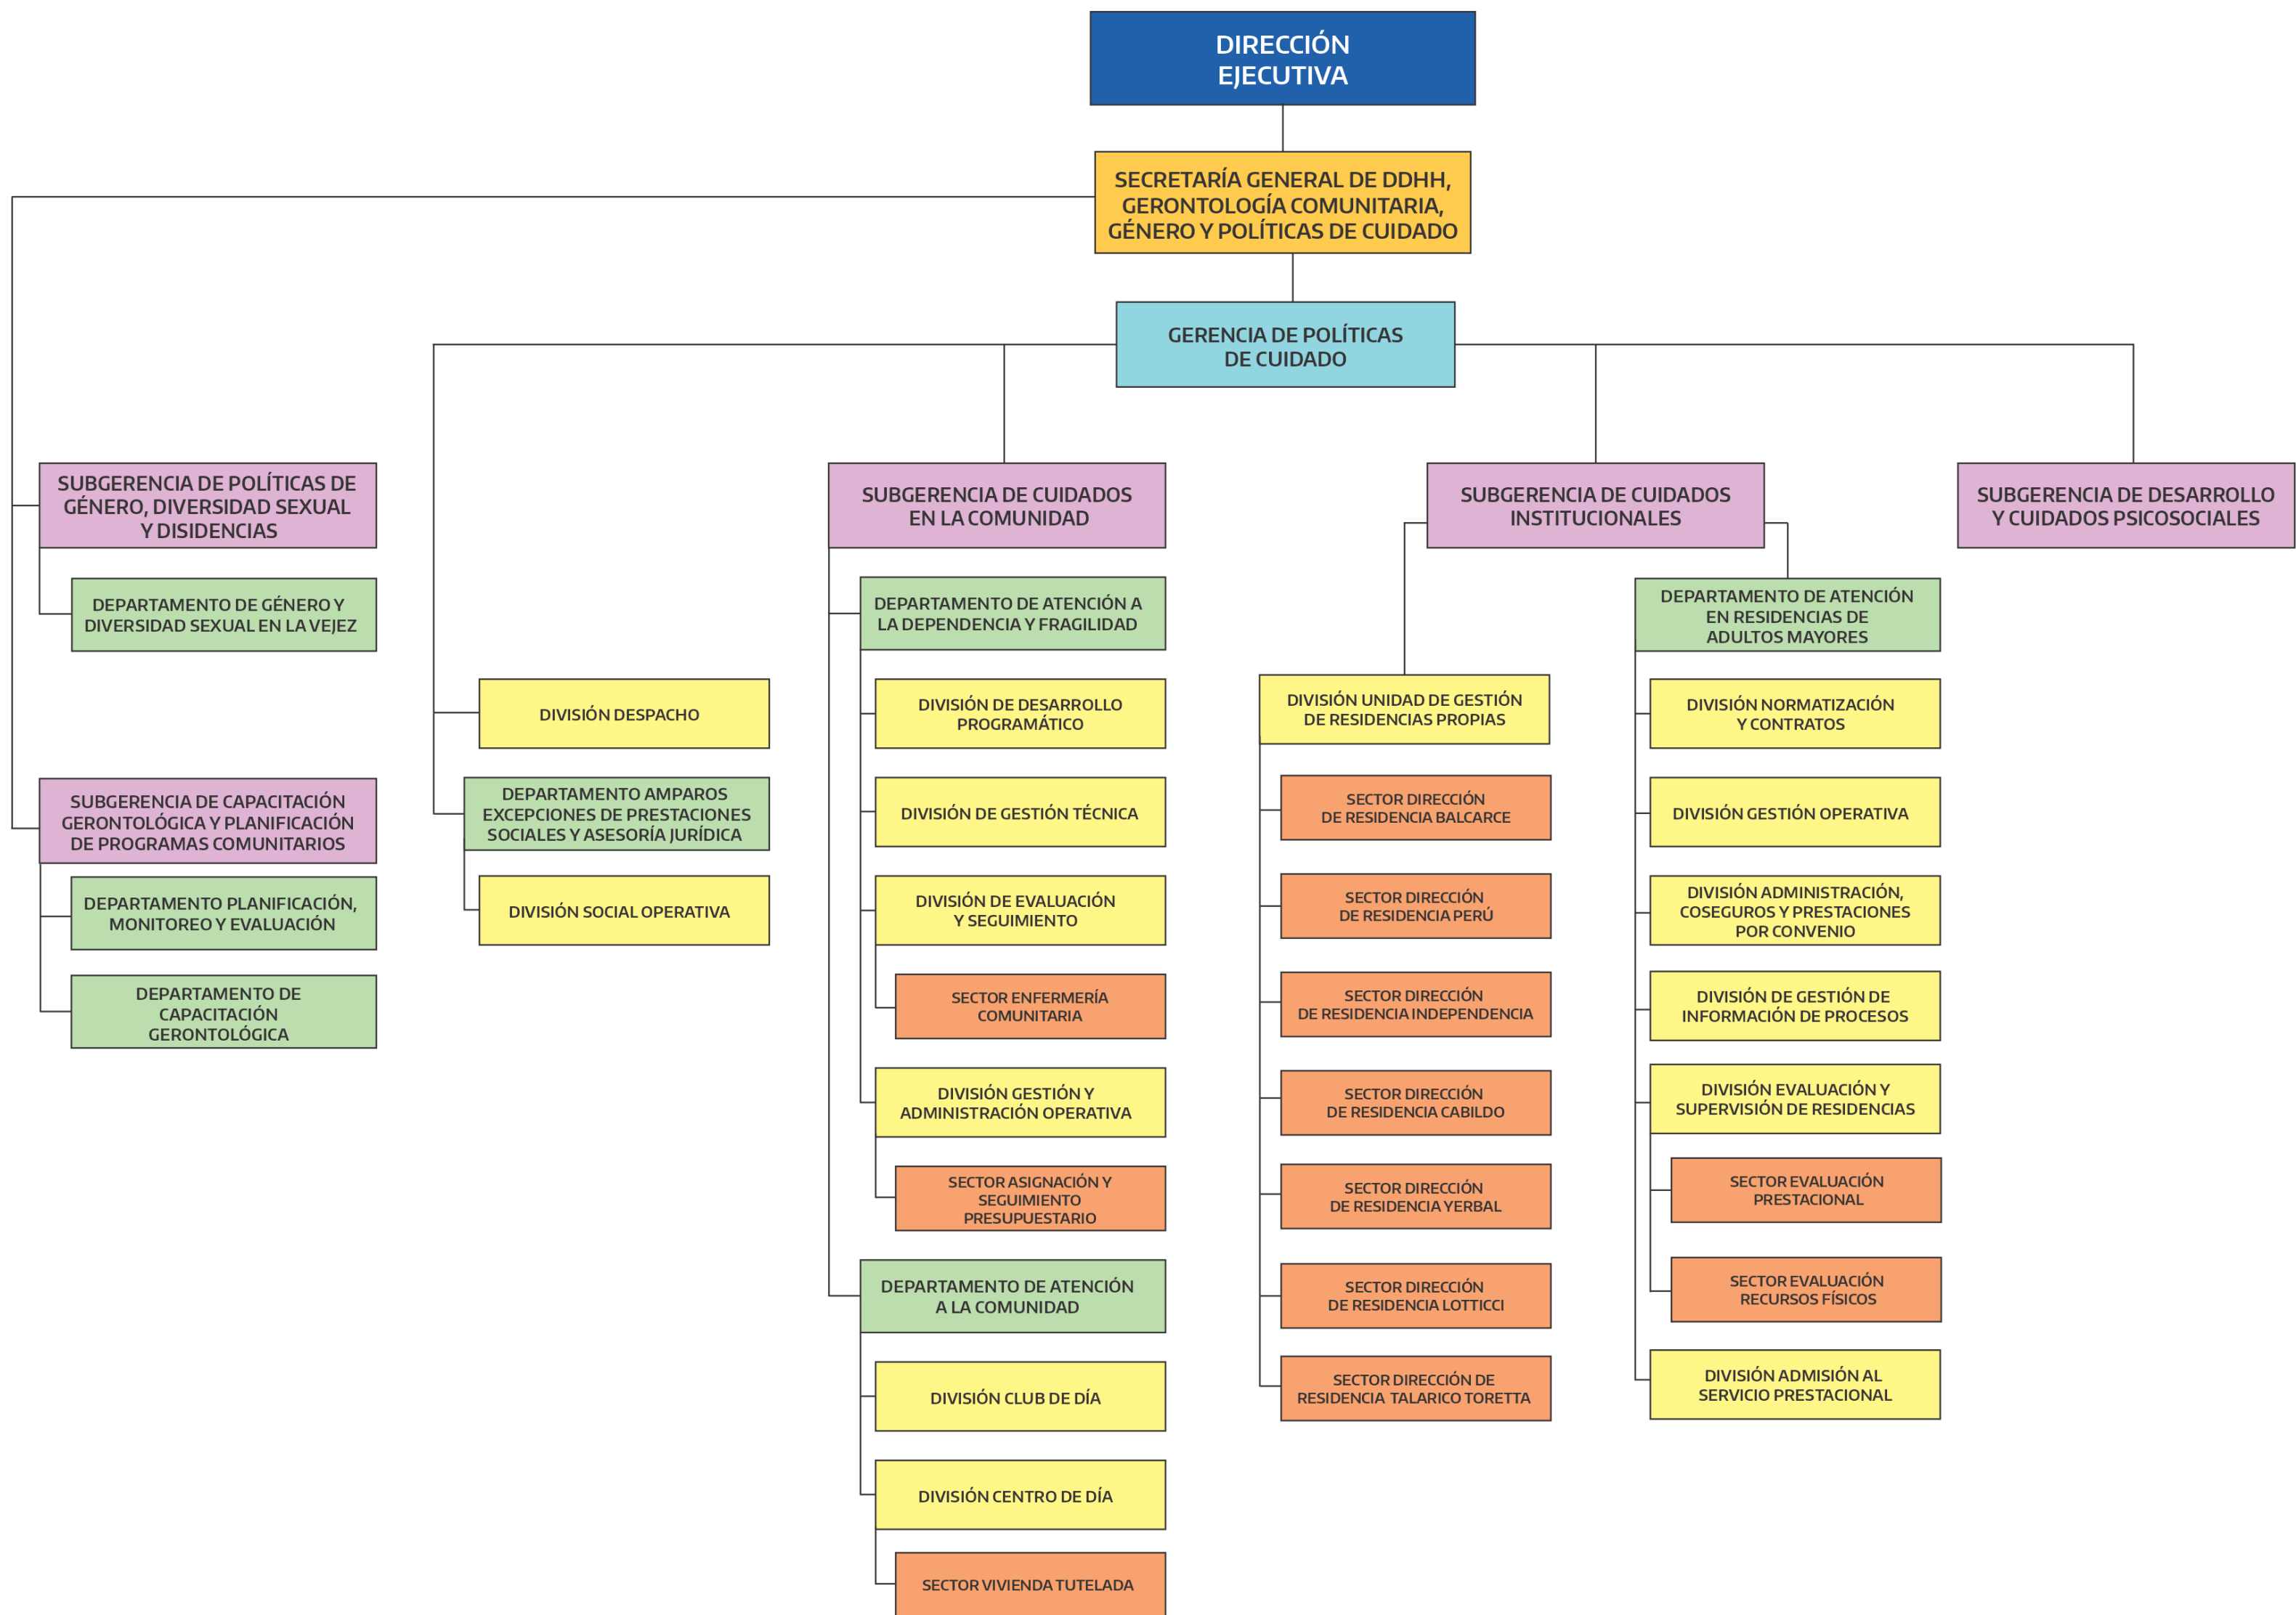 DIRECCIÓN
EJECUTIVA
SECRETARÍA GENERAL DE DDHH,
GERONTOLOGÍA COMUNITARIA,
GÉNERO Y POLÍTICAS DE CUIDADO
GERENCIA DE POLÍTICAS
DE CUIDADO
SUBGERENCIA DE POLÍTICAS DE
GÉNERO, DIVERSIDAD SEXUAL
Y DISIDENCIAS
DEPARTAMENTO DE GÉNERO Y
DIVERSIDAD SEXUAL EN LA VEJEZ
SUBGERENCIA DE CAPACITACIÓN
GERONTOLÓGICA Y PLANIFICACIÓN
DE PROGRAMAS COMUNITARIOS
DEPARTAMENTO PLANIFICACIÓN,
MONITOREO Y EVALUACIÓN
DEPARTAMENTO DE
CAPACITACIÓN
GERONTOLÓGICA
DIVISIÓN DESPACHO
DEPARTAMENTO AMPAROS
EXCEPCIONES DE PRESTACIONES
SOCIALES Y ASESORÍA JURÍDICA
DIVISIÓN SOCIAL OPERATIVA
SUBGERENCIA DE CUIDADOS
EN LA COMUNIDAD
DEPARTAMENTO DE ATENCIÓN A
LA DEPENDENCIA Y FRAGILIDAD
DIVISIÓN DE DESARROLLO
PROGRAMÁTICO
DIVISIÓN DE GESTIÓN TÉCNICA
DIVISIÓN DE EVALUACIÓN
Y SEGUIMIENTO
SECTOR ENFERMERÍA
COMUNITARIA
DIVISIÓN GESTIÓN Y
ADMINISTRACIÓN OPERATIVA
SECTOR ASIGNACIÓN Y
SEGUIMIENTO
PRESUPUESTARIO
DEPARTAMENTO DE ATENCIÓN
A LA COMUNIDAD
DIVISIÓN CLUB DE DÍA
DIVISIÓN CENTRO DE DÍA
SECTOR VIVIENDA TUTELADA
SUBGERENCIA DE CUIDADOS
INSTITUCIONALES
DIVISIÓN UNIDAD DE GESTIÓN
DE RESIDENCIAS PROPIAS
SECTOR DIRECCIÓN
DE RESIDENCIA BALCARCE
SECTOR DIRECCIÓN
DE RESIDENCIA PERÚ
SECTOR DIRECCIÓN
DE RESIDENCIA INDEPENDENCIA
SECTOR DIRECCIÓN
DE RESIDENCIA CABILDO
SECTOR DIRECCIÓN
DE RESIDENCIA YERBAL
SECTOR DIRECCIÓN
DE RESIDENCIA LOTTICCI
SECTOR DIRECCIÓN DE
RESIDENCIA TALARICO TORETTA
DEPARTAMENTO DE ATENCIÓN
EN RESIDENCIAS DE
ADULTOS MAYORES
DIVISIÓN NORMATIZACIÓN
Y CONTRATOS
DIVISIÓN GESTIÓN OPERATIVA
DIVISIÓN ADMINISTRACIÓN,
COSEGUROS Y PRESTACIONES
POR CONVENIO
DIVISIÓN DE GESTIÓN DE
INFORMACIÓN DE PROCESOS
DIVISIÓN EVALUACIÓN Y
SUPERVISIÓN DE RESIDENCIAS
SECTOR EVALUACIÓN
PRESTACIONAL
SECTOR EVALUACIÓN
RECURSOS FÍSICOS
DIVISIÓN ADMISIÓN AL
SERVICIO PRESTACIONAL
SUBGERENCIA DE DESARROLLO
Y CUIDADOS PSICOSOCIALES